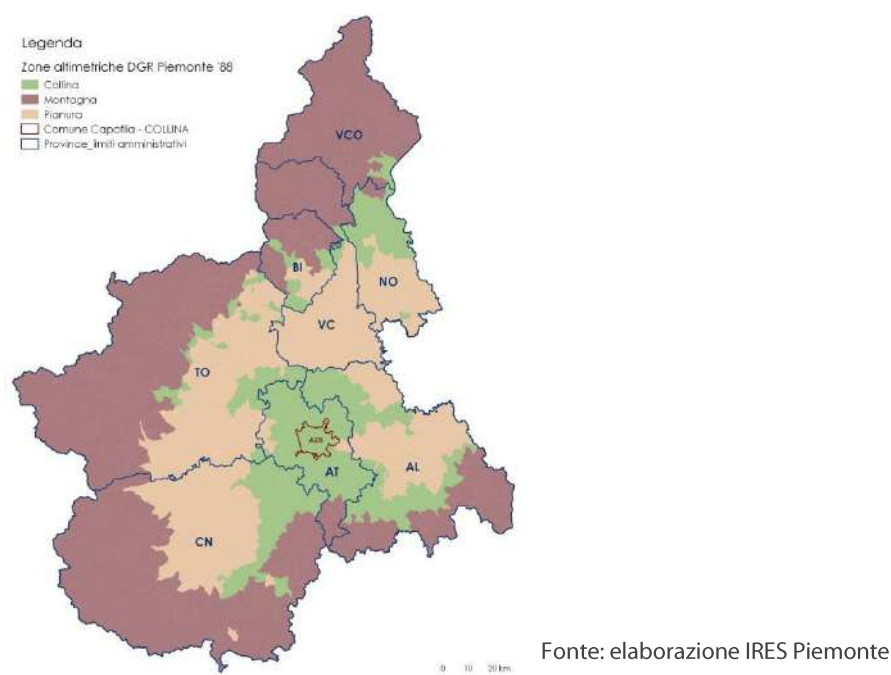 Legenda
Zone altimetriche DGR Piemonte '88
Collina
Montagna
Pianura
Comune Capofila - COLLINA
Province_limiti amministrativi
VCO
BI
NO
VC
TO
AT
AL
CN
0 10 20 km
Fonte: elaborazione IRES Piemonte